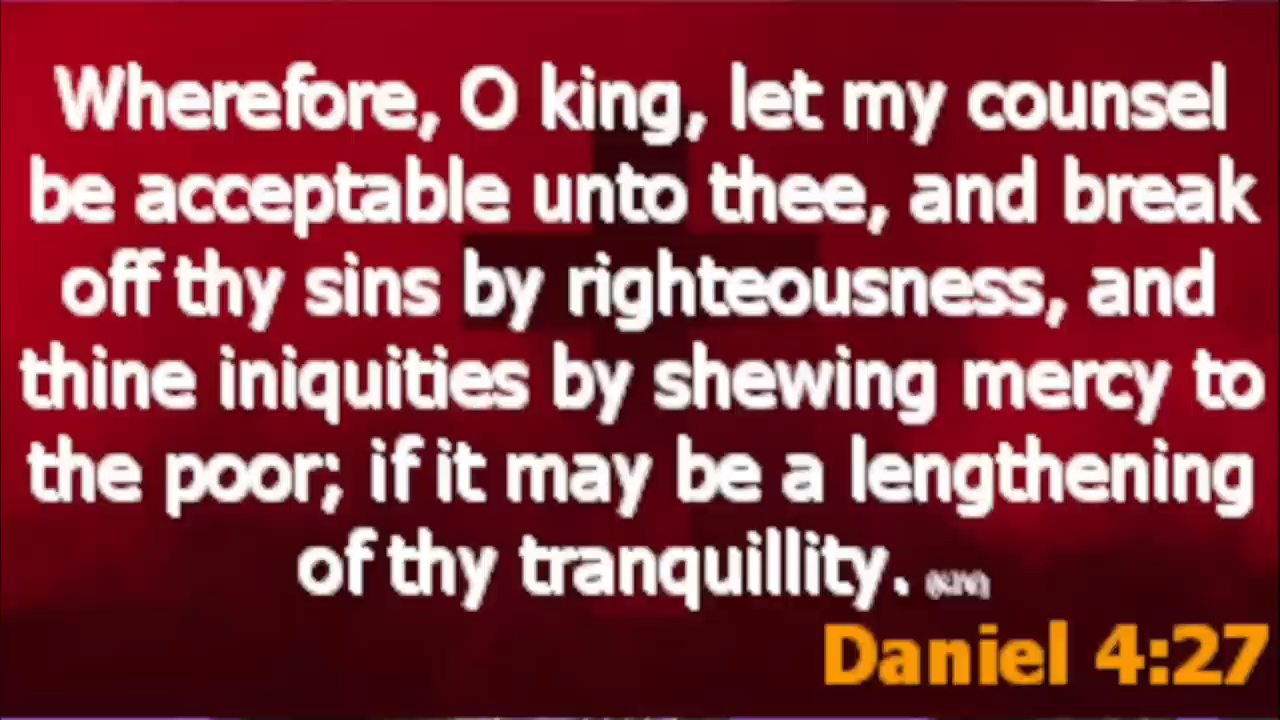 Wherefore, O king, let my counsel
be acceptable unto thee, and break
off thy sins by righteousness, and
thine iniquities by shewing mercy to
the poor; if it may be a lengthening
of thy tranquillity. (KJV)
Daniel 4:27